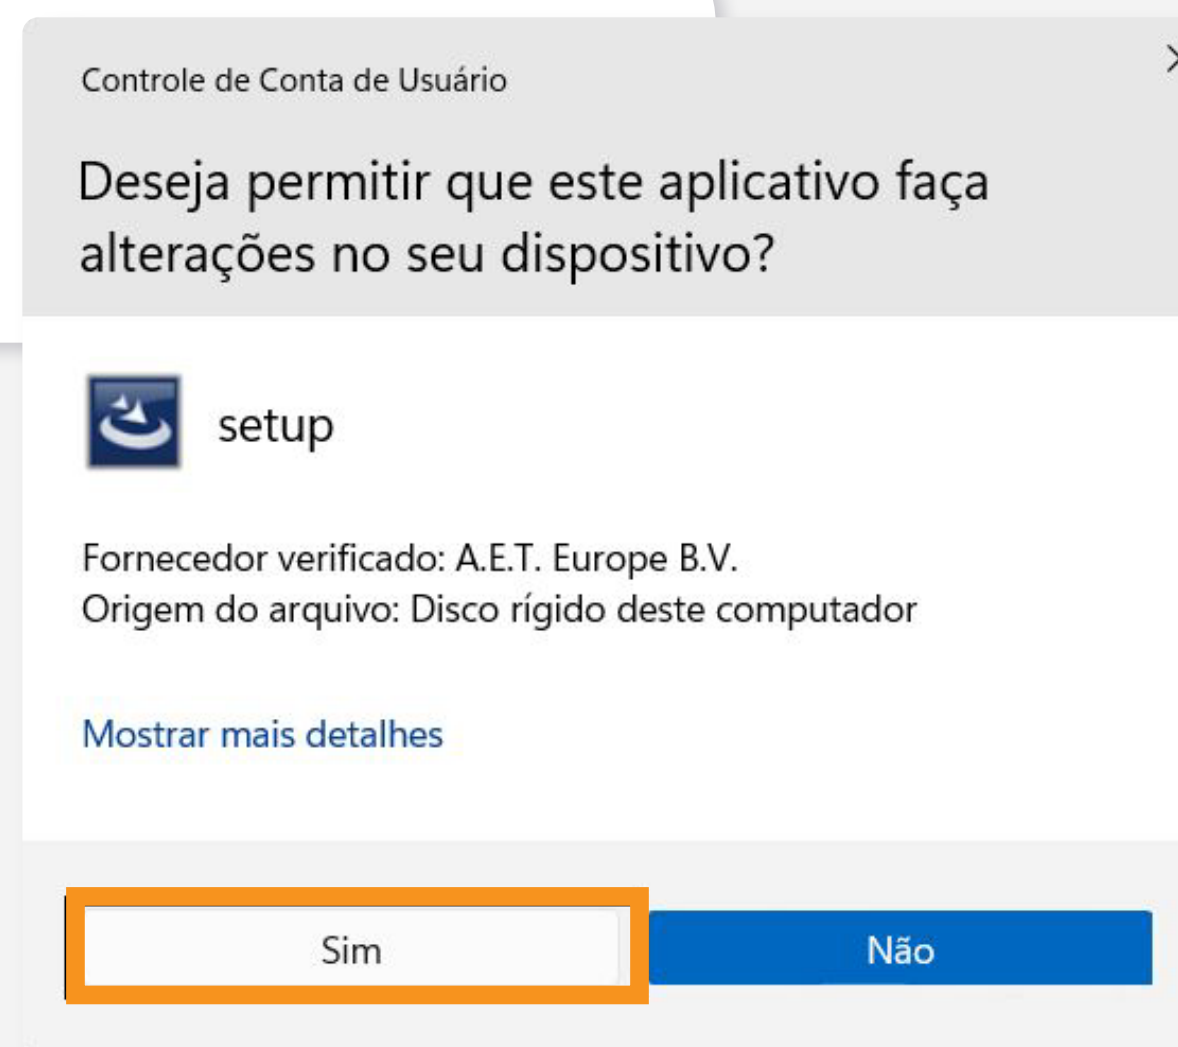 Controle de Conta de Usuário
Deseja permitir que este aplicativo faça
alterações no seu dispositivo?
setup
Fornecedor verificado: A.E.T. Europe B.V.
Origem do arquivo: Disco rígido deste computador
Mostrar mais detalhes
Sim
Não